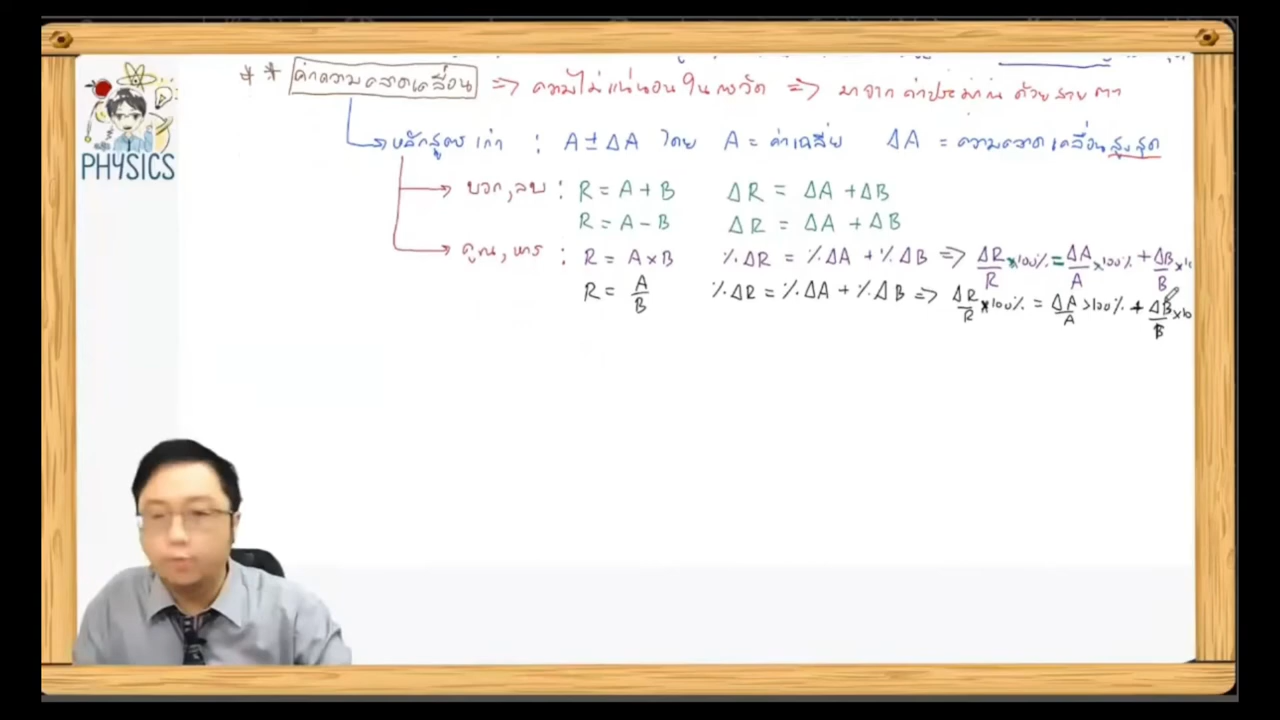 PHYSICS
* * ค่าความคลาดเคลื่อน ⇒ ความไม่แน่นอนในการวัด ⇒ มาจากค่าประมาณด้วยสายตา
หลักสูตรเก่า : A ± ΔA โดย A = ค่าเฉลี่ย ΔA = ความคลาดเคลื่อนสูงสุด
บวก, ลบ : R = A + B ΔR = ΔA + ΔB
R = A - B ΔR = ΔA + ΔB
คูณ, หาร : R = A × B %ΔR = %ΔA + %ΔB ⇒ ΔR/R × 100% = ΔA/A × 100% + ΔB/B × 1
R = A/B %ΔR = %ΔA + %ΔB ⇒ ΔR/R × 100% = ΔA/A × 100% + ΔB/B × 10